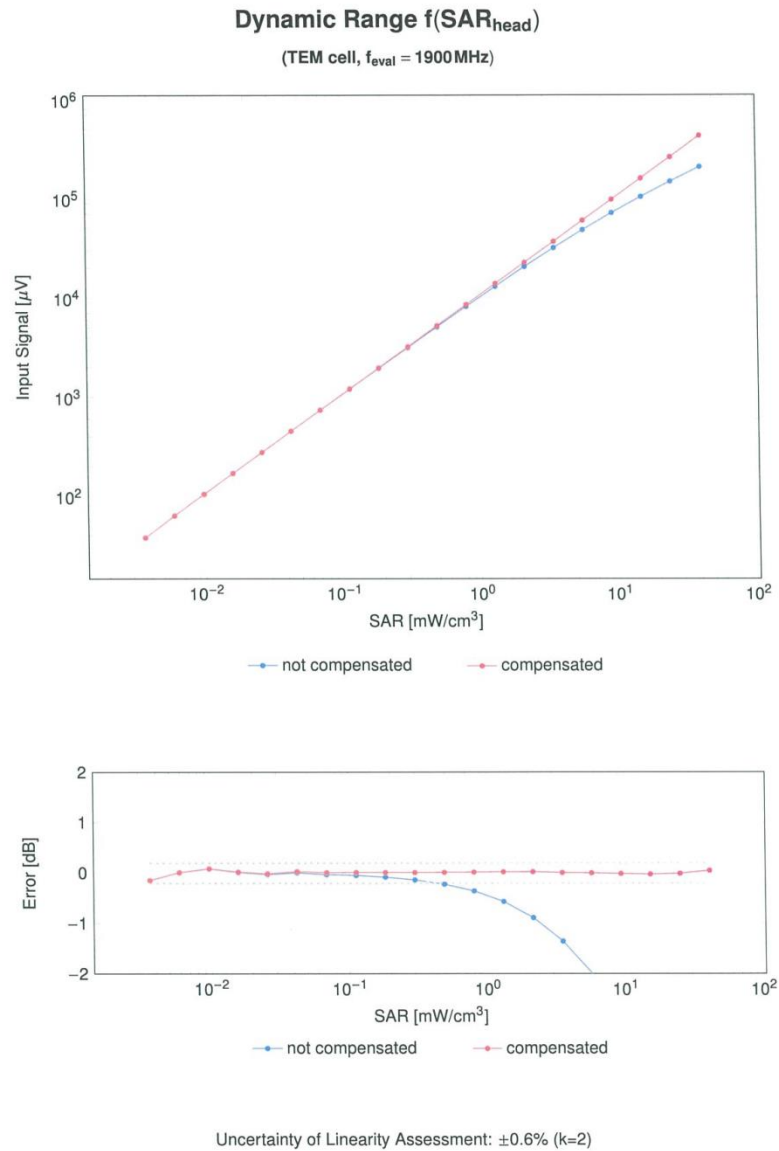 Dynamic Range f(SAR_head)
(TEM cell, f_eval = 1900 MHz)
10⁶
10⁵
10⁴
10³
10²
Input Signal [µV]
10⁻² 10⁻¹ 10⁰ 10¹ 10²
SAR [mW/cm³]
not compensated compensated
2
1
0
−1
−2
Error [dB]
10⁻² 10⁻¹ 10⁰ 10¹ 10²
SAR [mW/cm³]
not compensated compensated
Uncertainty of Linearity Assessment: ±0.6% (k=2)